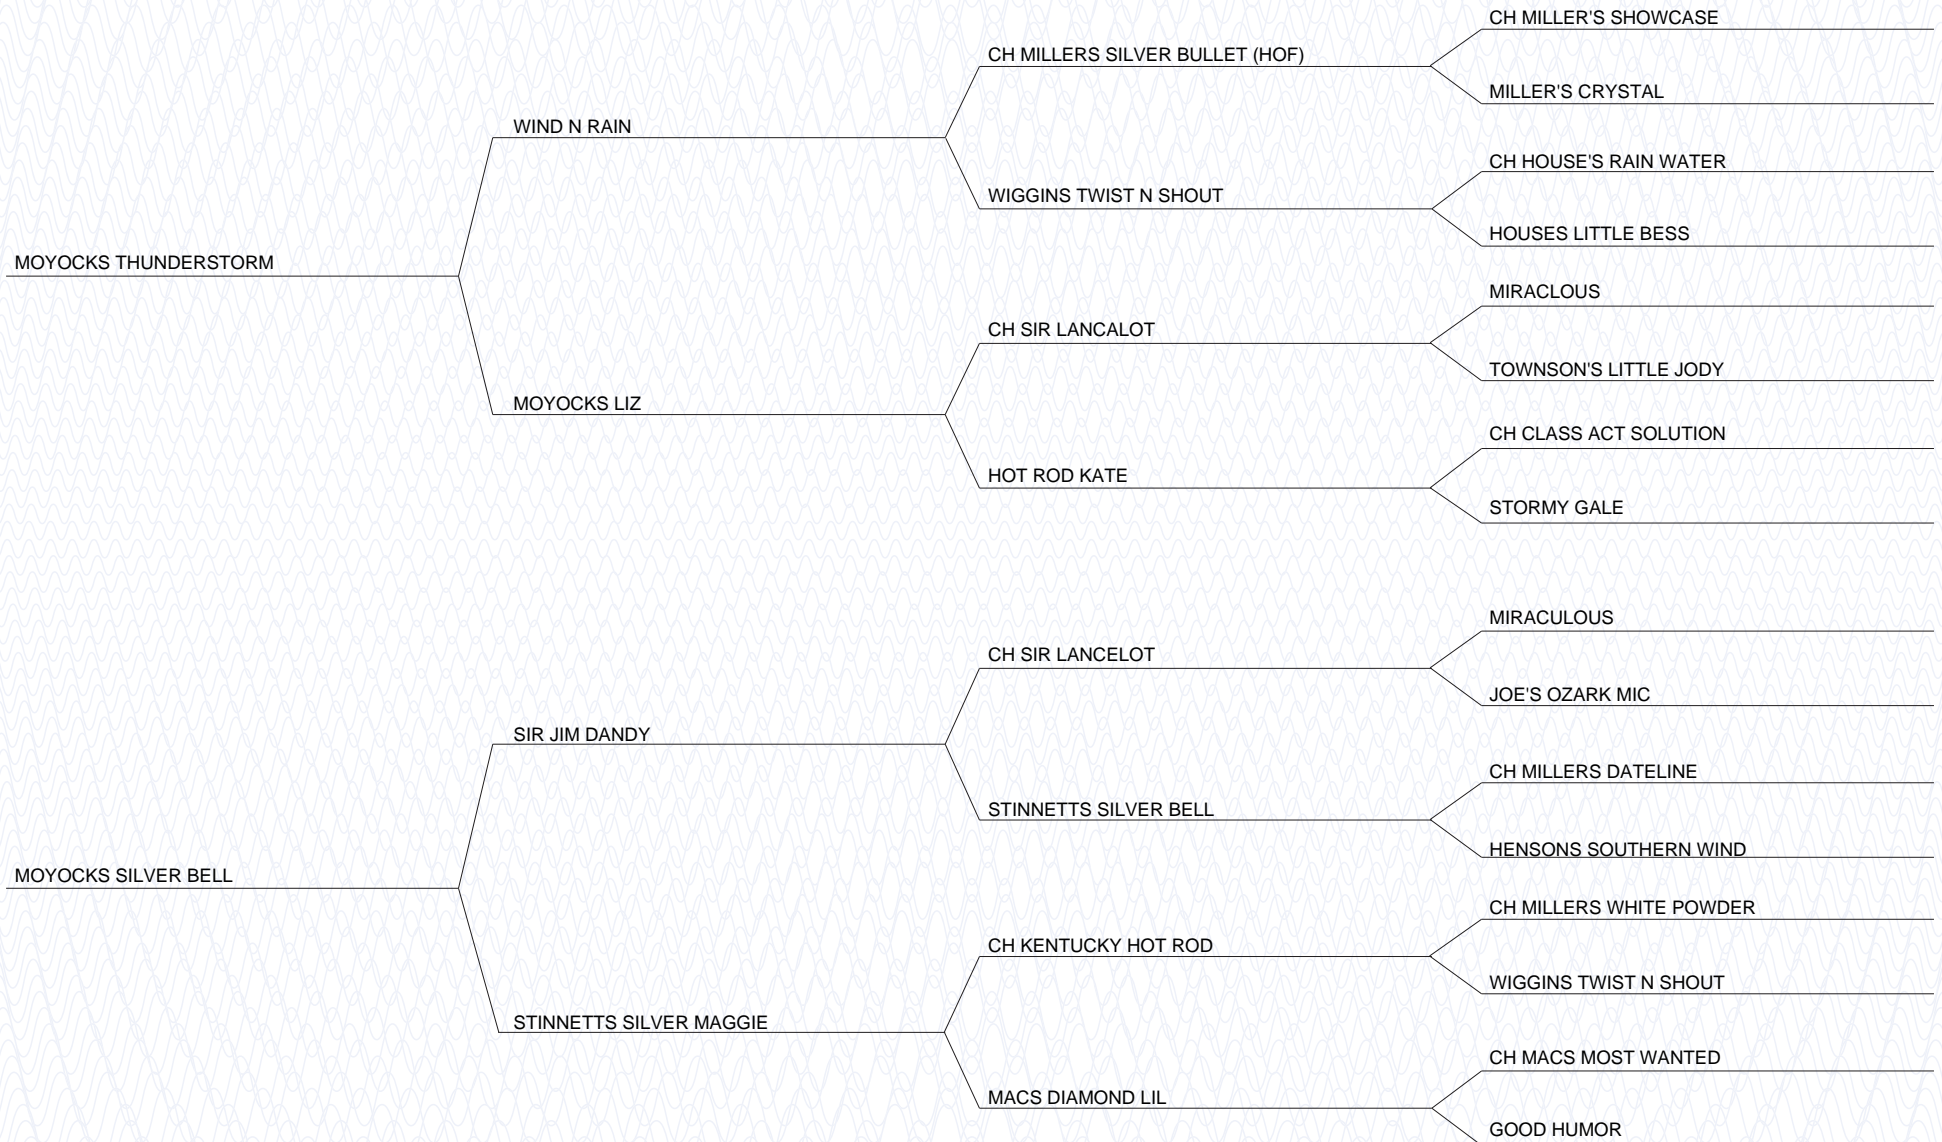 CH MILLER'S SHOWCASE
CH MILLERS SILVER BULLET (HOF)
MILLER'S CRYSTAL
WIND N RAIN
CH HOUSE'S RAIN WATER
WIGGINS TWIST N SHOUT
HOUSES LITTLE BESS
MOYOCKS THUNDERSTORM
MIRACLOUS
CH SIR LANCALOT
TOWNSON'S LITTLE JODY
MOYOCKS LIZ
CH CLASS ACT SOLUTION
HOT ROD KATE
STORMY GALE
MIRACULOUS
CH SIR LANCELOT
JOE'S OZARK MIC
SIR JIM DANDY
CH MILLERS DATELINE
STINNETTS SILVER BELL
HENSONS SOUTHERN WIND
MOYOCKS SILVER BELL
CH MILLERS WHITE POWDER
CH KENTUCKY HOT ROD
WIGGINS TWIST N SHOUT
STINNETTS SILVER MAGGIE
CH MACS MOST WANTED
MACS DIAMOND LIL
GOOD HUMOR